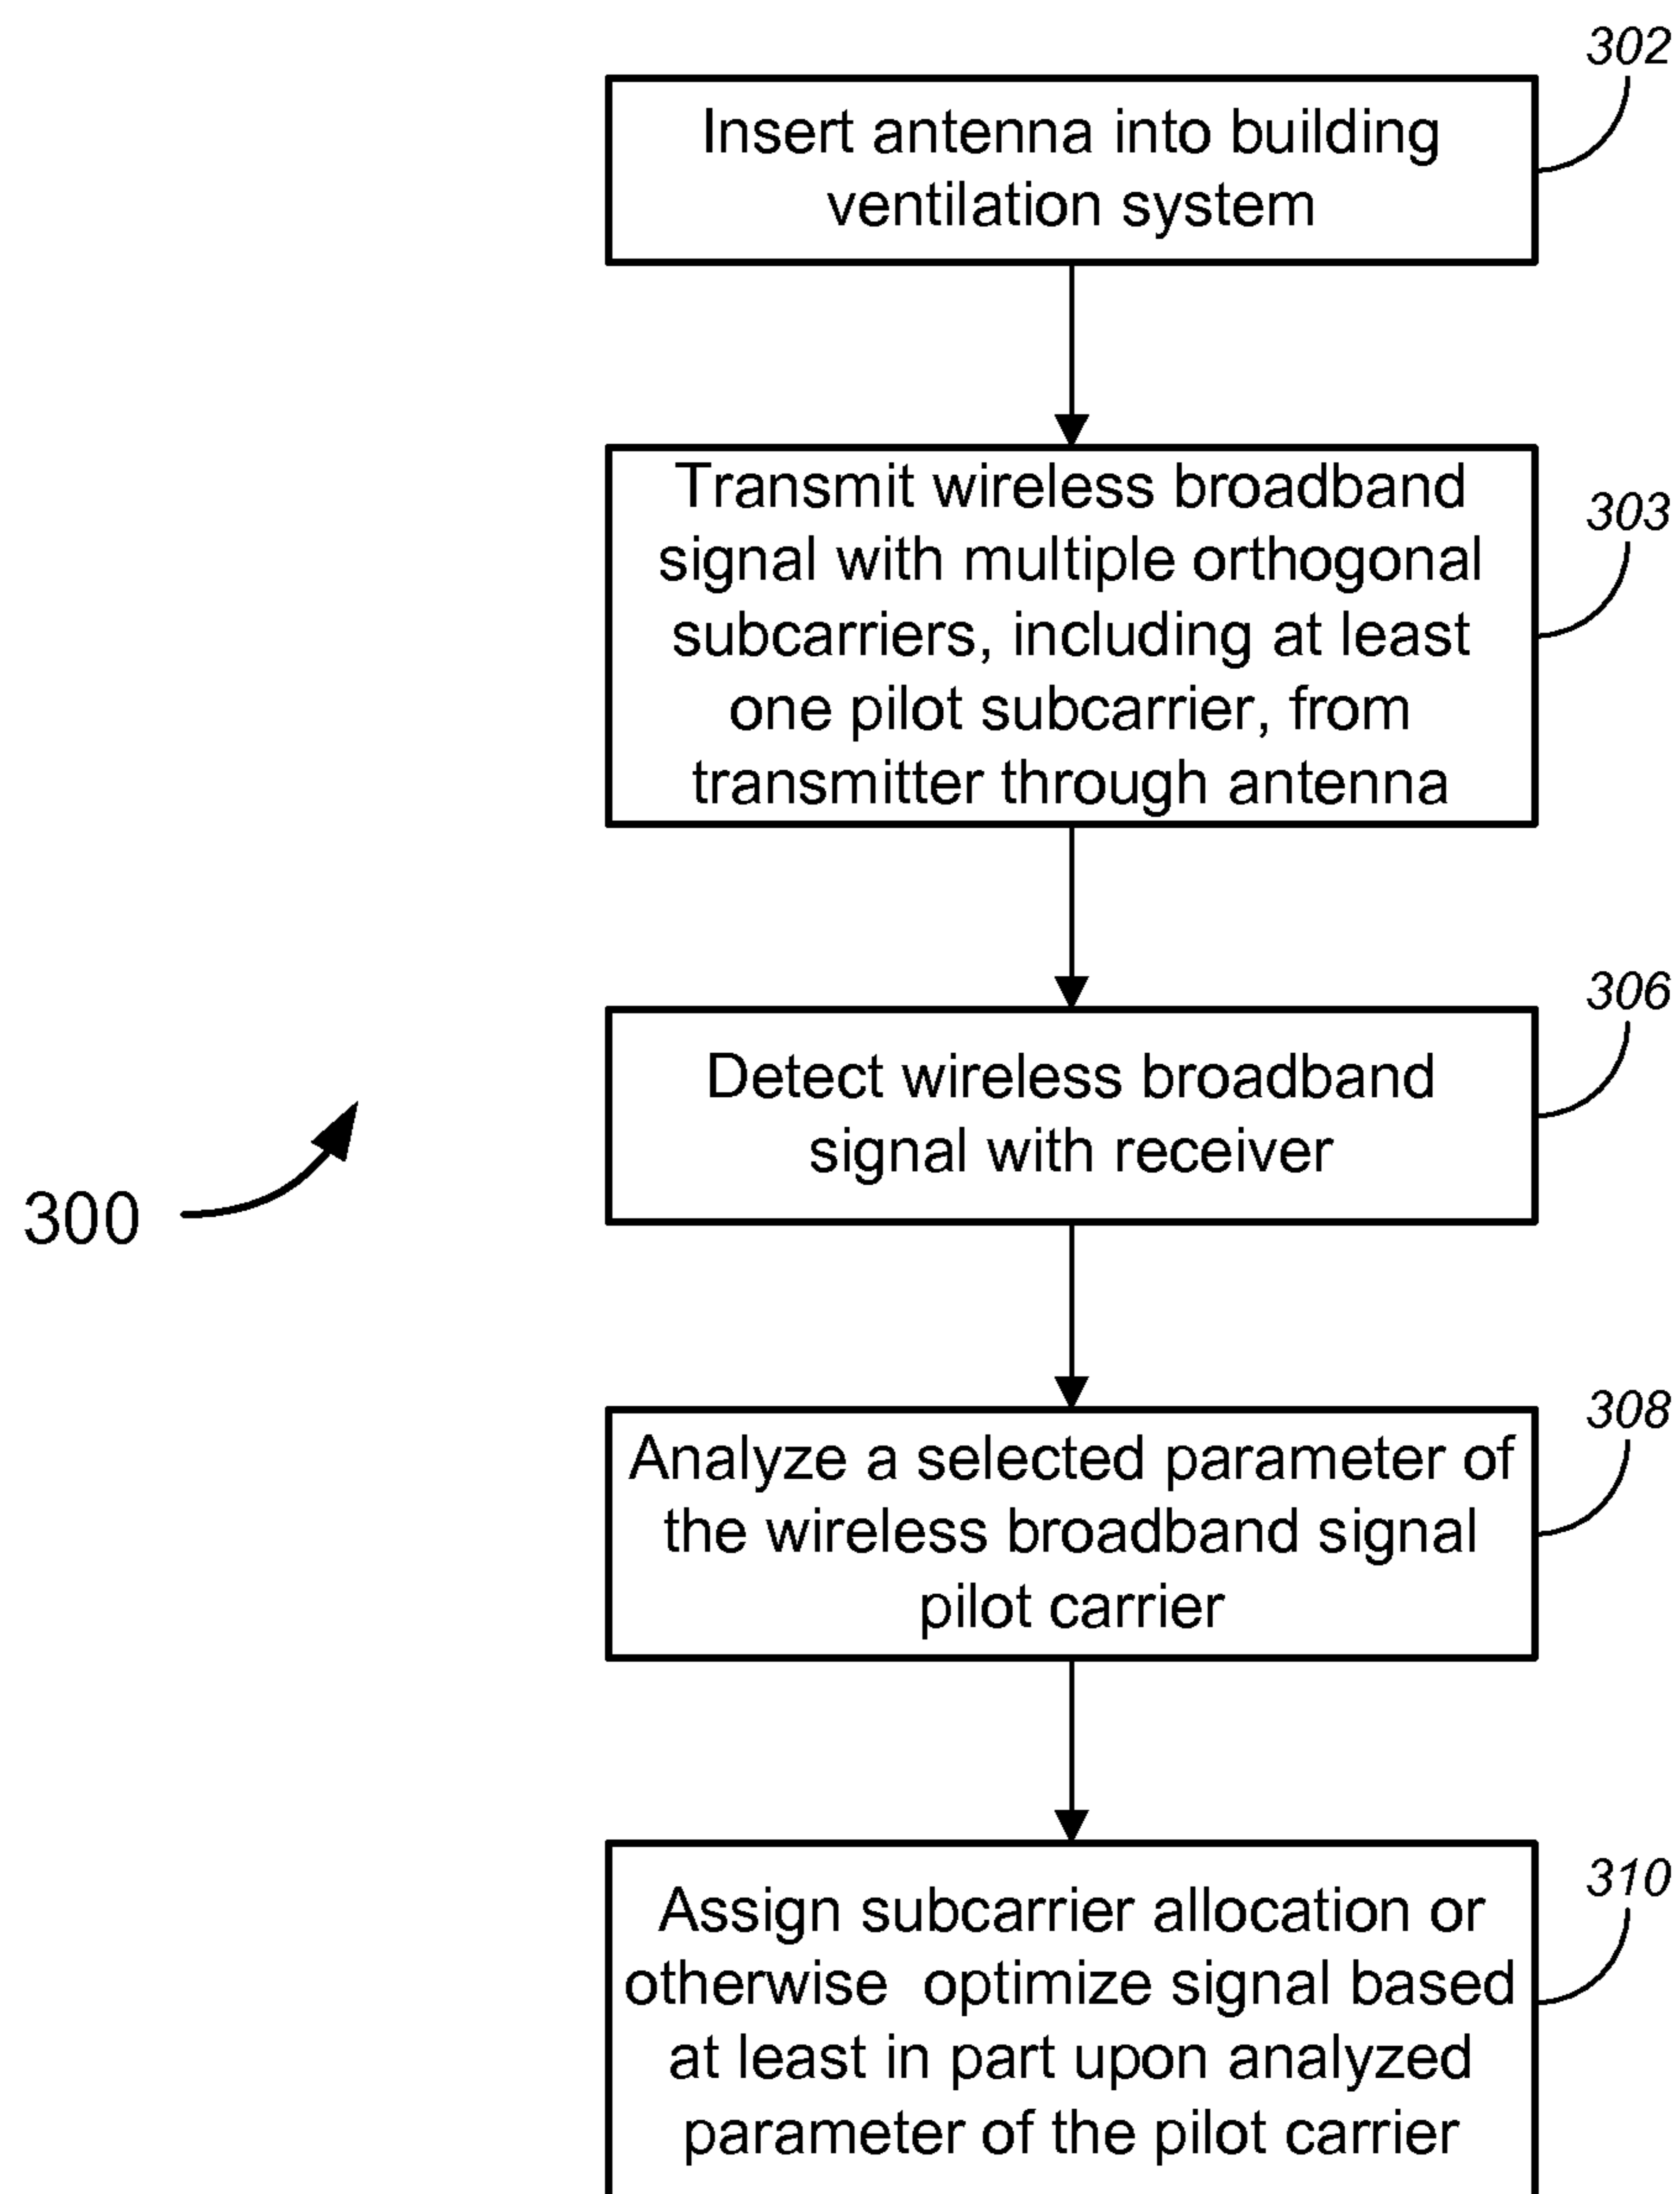 302
Insert antenna into building
ventilation system
Transmit wireless broadband
signal with multiple orthogonal
subcarriers, including at least
one pilot subcarrier, from
transmitter through antenna
303
306
Detect wireless broadband
signal with receiver
300
308
Analyze a selected parameter of
the wireless broadband signal
pilot carrier
310
Assign subcarrier allocation or
otherwise  optimize signal based
at least in part upon analyzed
parameter of the pilot carrier